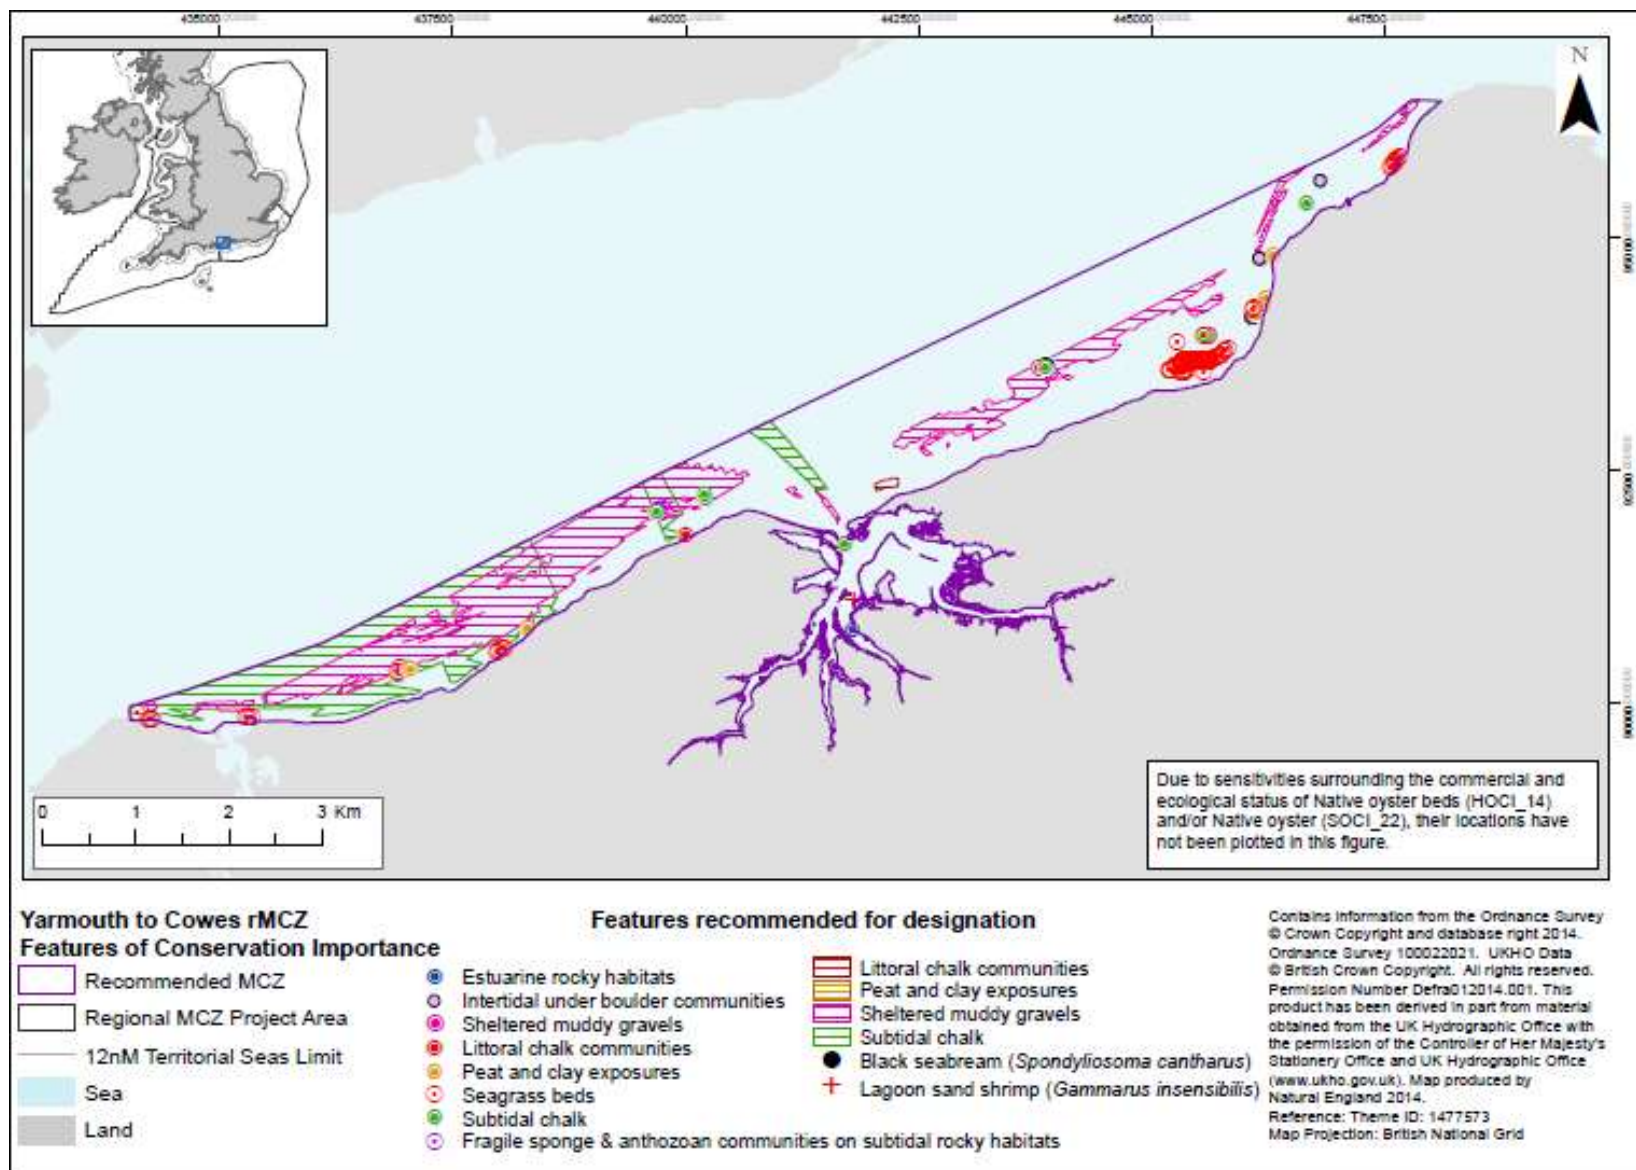 435000
437500
440000
442500
445000
447500
N
95000
92500
90000
0 1 2 3 Km
Due to sensitivities surrounding the commercial and
ecological status of Native oyster beds (HOCI_14)
and/or Native oyster (SOCI_22), their locations have
not been plotted in this figure.
Yarmouth to Cowes rMCZ
Features of Conservation Importance
Recommended MCZ
Regional MCZ Project Area
12nM Territorial Seas Limit
Sea
Land
Features recommended for designation
Estuarine rocky habitats
Intertidal under boulder communities
Sheltered muddy gravels
Littoral chalk communities
Peat and clay exposures
Seagrass beds
Subtidal chalk
Fragile sponge & anthozoan communities on subtidal rocky habitats
Littoral chalk communities
Peat and clay exposures
Sheltered muddy gravels
Subtidal chalk
Black seabream (Spondyliosoma cantharus)
Lagoon sand shrimp (Gammarus insensibilis)
Contains information from the Ordnance Survey
© Crown Copyright and database right 2014.
Ordnance Survey 100022021. UKHO Data
© British Crown Copyright. All rights reserved.
Permission Number Defra012014.001. This
product has been derived in part from material
obtained from the UK Hydrographic Office with
the permission of the Controller of Her Majesty's
Stationery Office and UK Hydrographic Office
(www.ukho.gov.uk). Map produced by
Natural England 2014.
Reference: Theme ID: 1477573
Map Projection: British National Grid